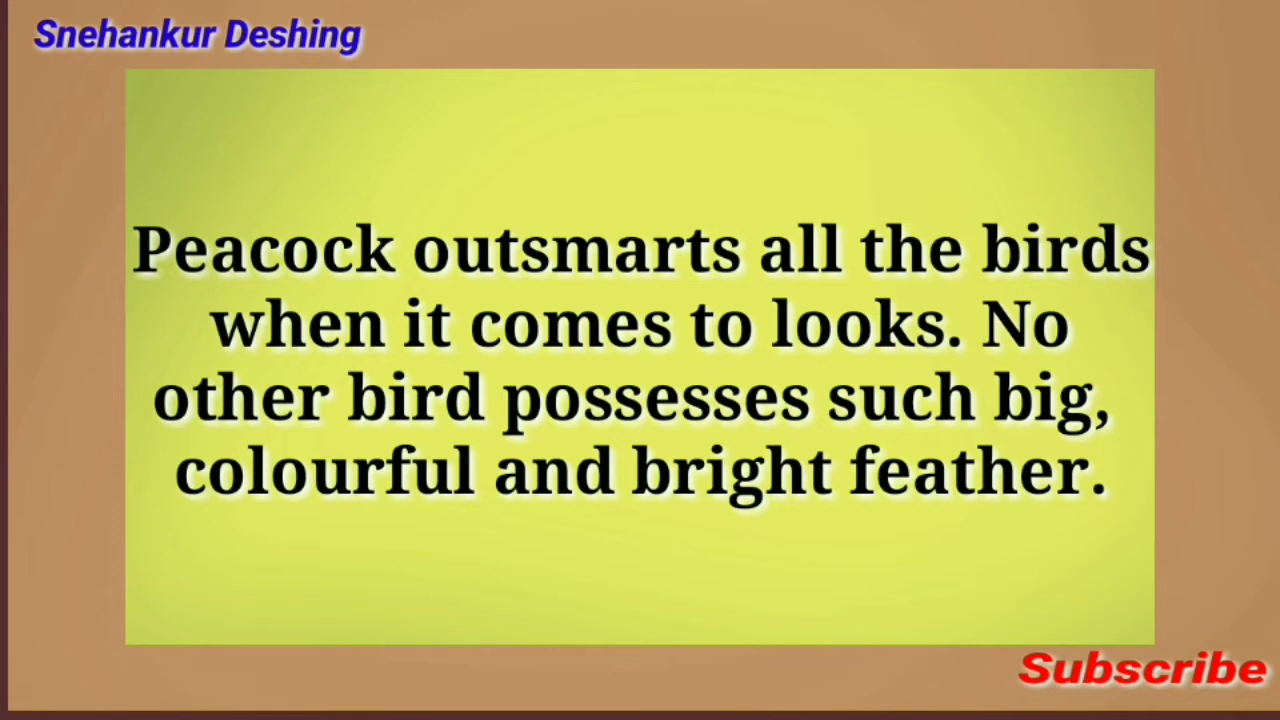 Snehankur Deshing
Peacock outsmarts all the birds
when it comes to looks. No
other bird possesses such big,
colourful and bright feather.
Subscribe